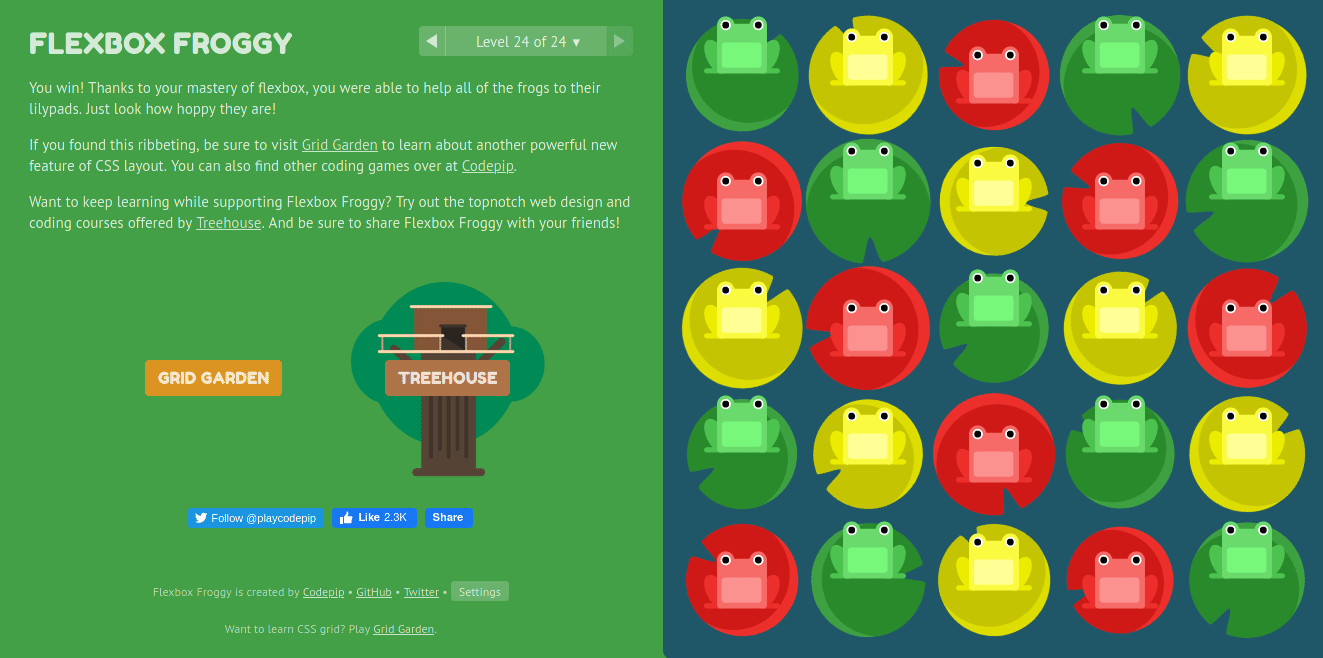 FLEXBOX FROGGY
◀ Level 24 of 24 ▼ ▶
You win! Thanks to your mastery of flexbox, you were able to help all of the frogs to their
lilypads. Just look how hoppy they are!
If you found this ribbeting, be sure to visit Grid Garden to learn about another powerful new
feature of CSS layout. You can also find other coding games over at Codepip.
Want to keep learning while supporting Flexbox Froggy? Try out the topnotch web design and
coding courses offered by Treehouse. And be sure to share Flexbox Froggy with your friends!
GRID GARDEN
TREEHOUSE
Follow @playcodepip
Like 2.3K
Share
Flexbox Froggy is created by Codepip • GitHub • Twitter • Settings
Want to learn CSS grid? Play Grid Garden.